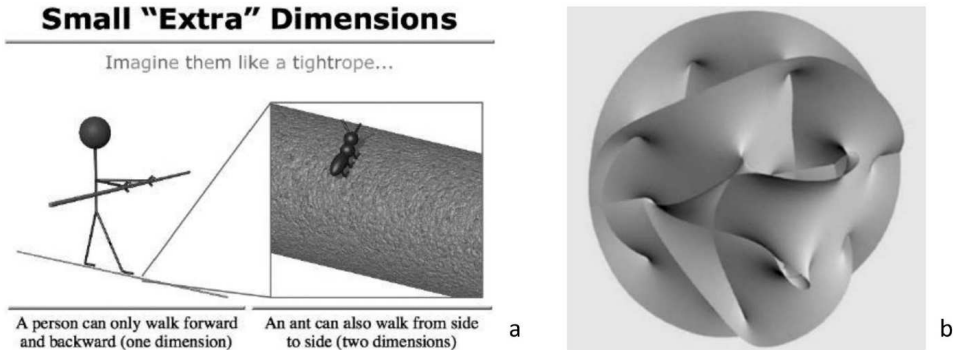 Small “Extra” Dimensions
Imagine them like a tightrope...
A person can only walk forward
and backward (one dimension)
An ant can also walk from side
to side (two dimensions)
a
b